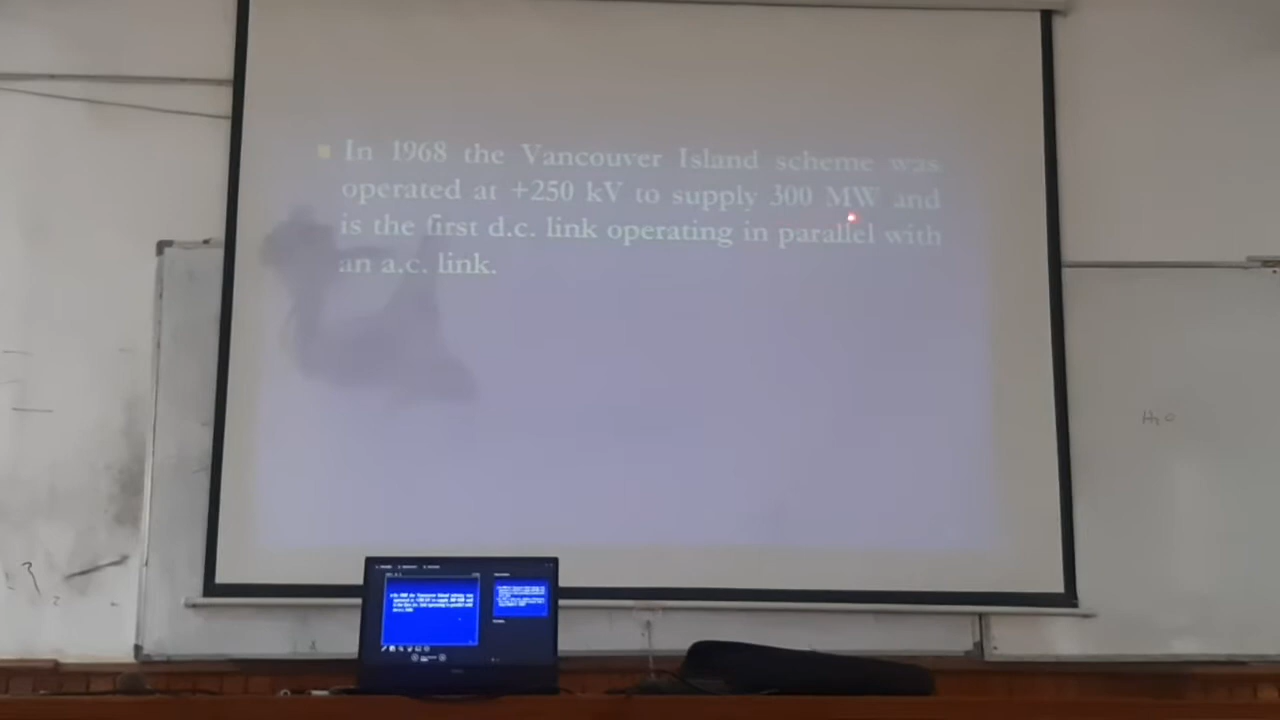 In 1968 the Vancouver Island scheme was
operated at +250 kV to supply 300 MW and
is the first d.c. link operating in parallel with
an a.c. link.
H₂O